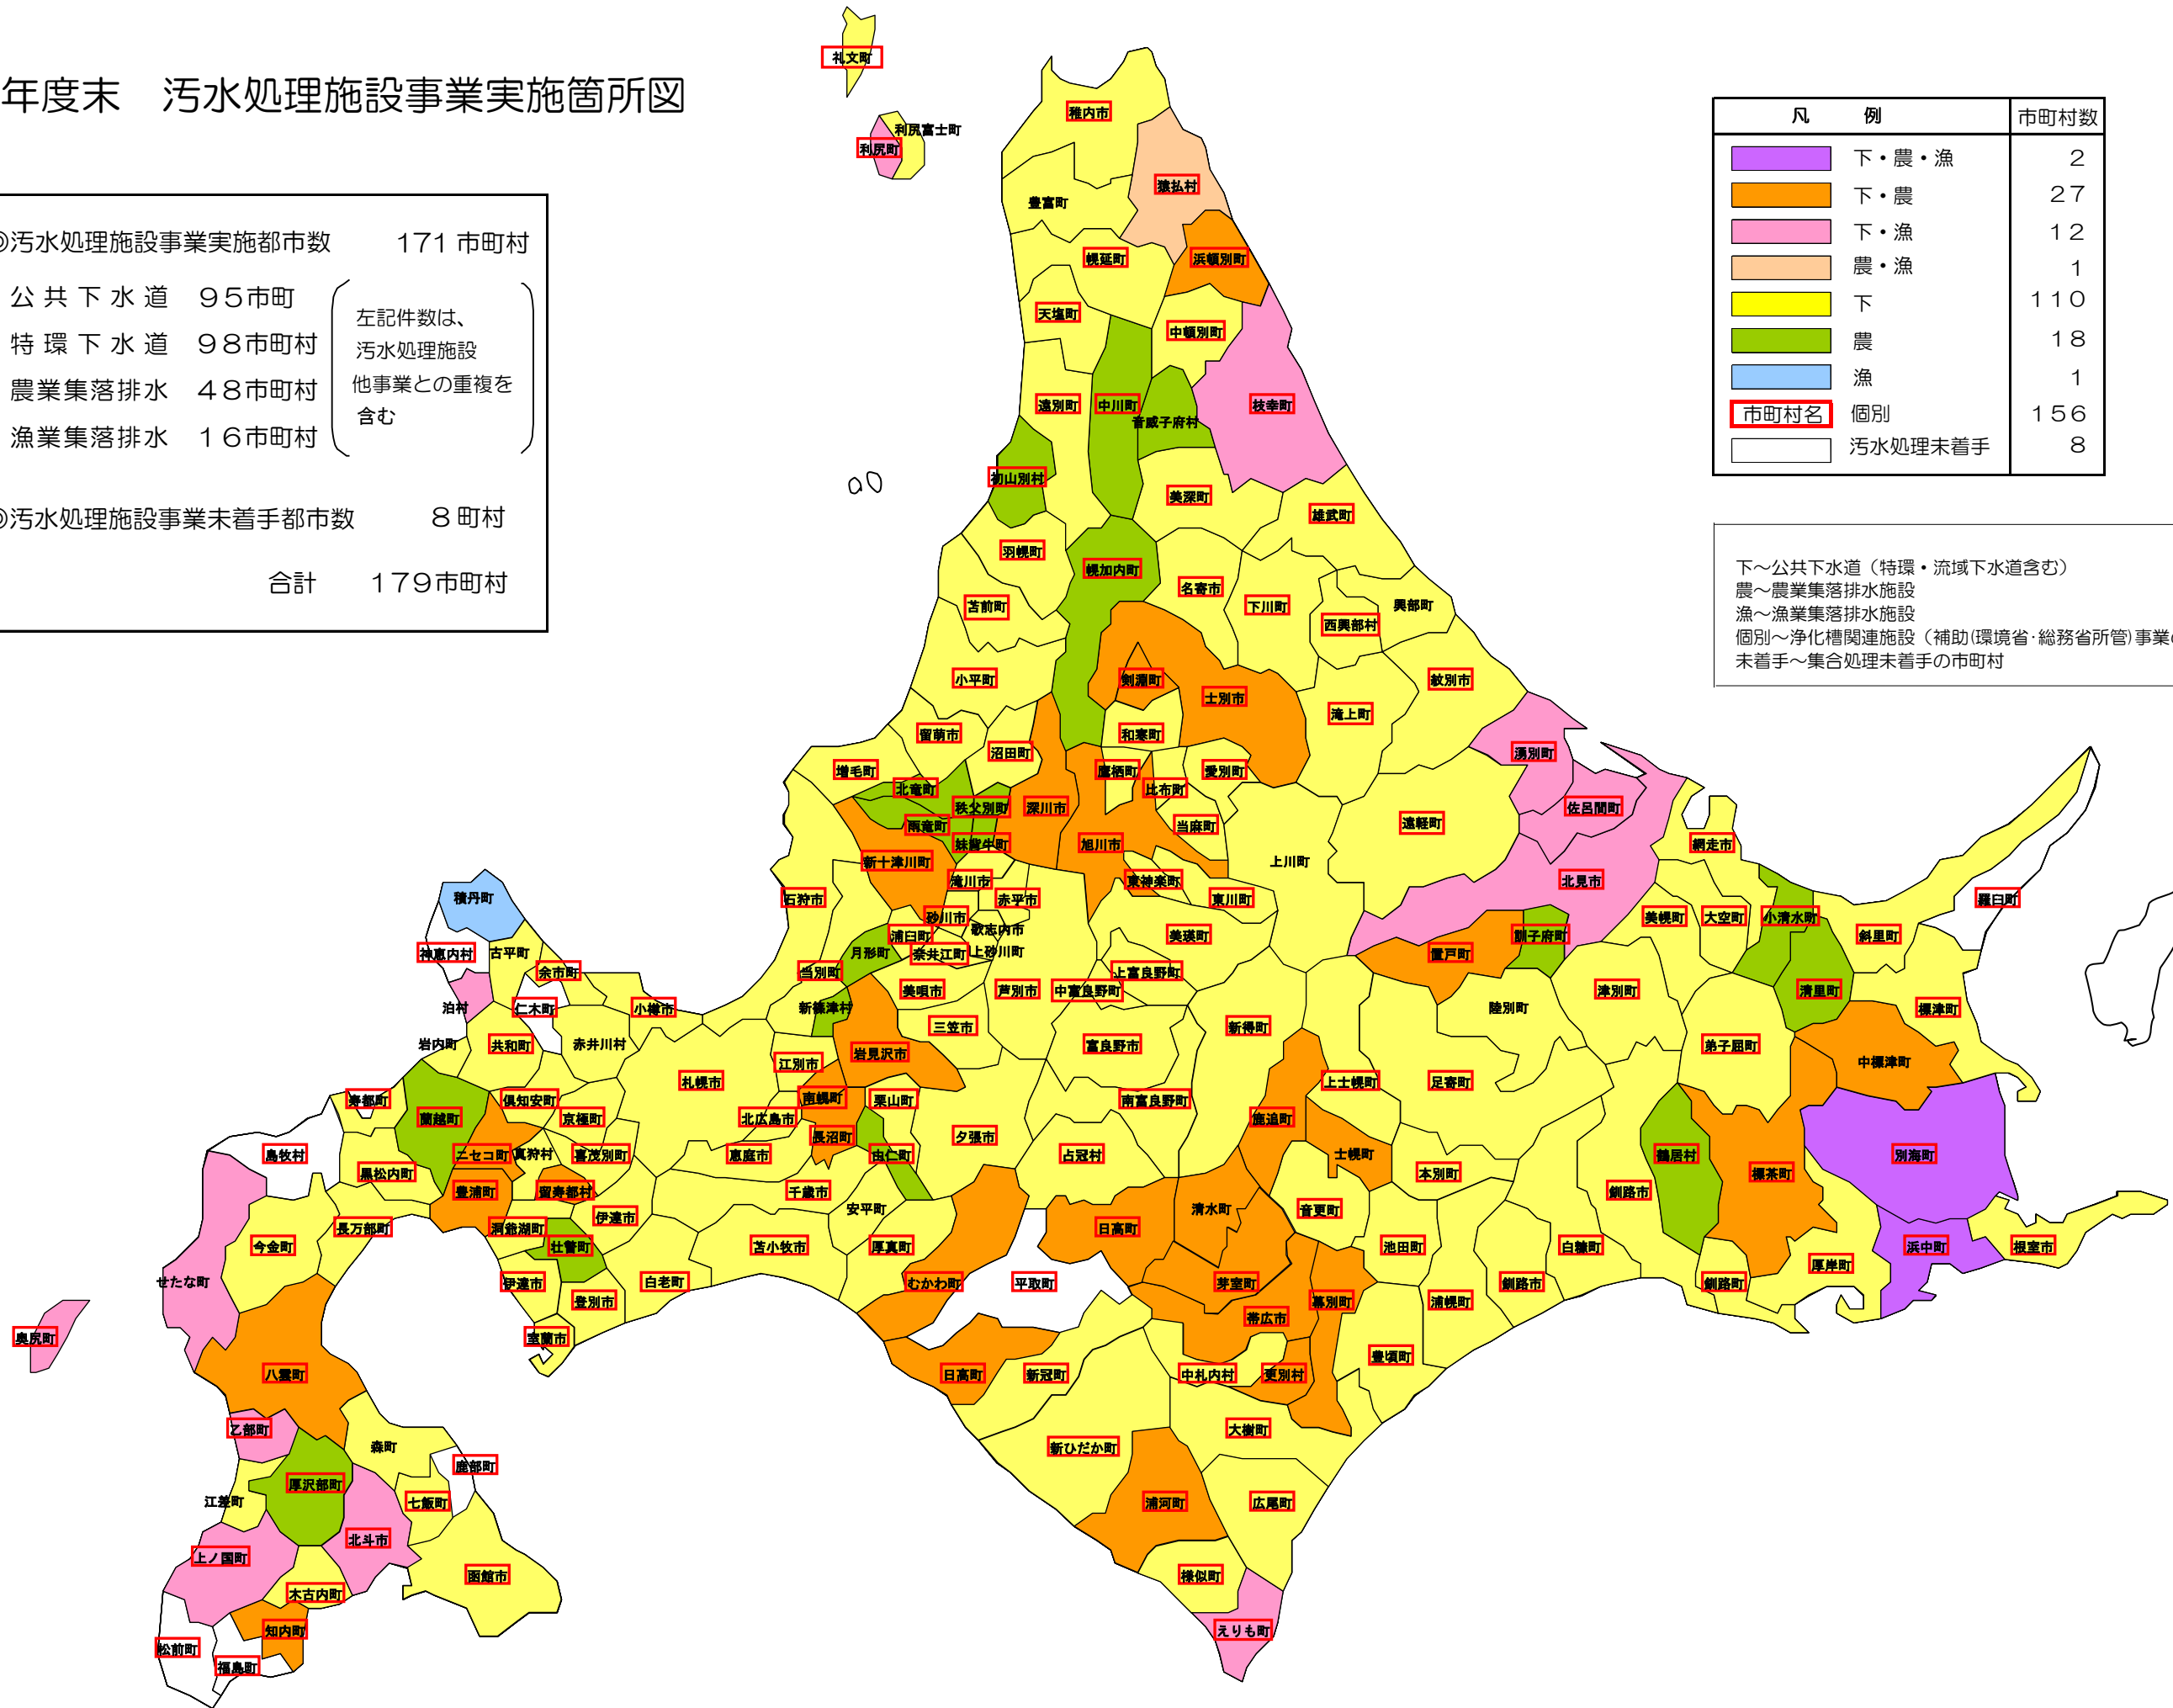 年度末　汚水処理施設事業実施箇所図
◎汚水処理施設事業実施都市数　171市町村
公共下水道　95市町
特環下水道　98市町村
農業集落排水　48市町村
漁業集落排水　16市町村
左記件数は、
汚水処理施設
他事業との重複を
含む
◎汚水処理施設事業未着手都市数　8町村
合計　179市町村
凡　例　市町村数
下・農・漁　2
下・農　27
下・漁　12
農・漁　1
下　110
農　18
漁　1
市町村名　個別　156
汚水処理未着手　8
下～公共下水道（特環・流域下水道含む）
農～農業集落排水施設
漁～漁業集落排水施設
個別～浄化槽関連施設（補助(環境省･総務省所管)事業
未着手～集合処理未着手の市町村
礼文町
利尻富士町
利尻町
稚内市
猿払村
豊富町
幌延町
浜頓別町
天塩町
中頓別町
遠別町
中川町
音威子府村
枝幸町
初山別村
美深町
雄武町
羽幌町
幌加内町
名寄市
下川町
西興部村
興部町
苫前町
小平町
剣淵町
士別市
滝上町
紋別市
留萌市
沼田町
和寒町
湧別町
増毛町
北竜町
秩父別町
深川市
鷹栖町
比布町
愛別町
佐呂間町
雨竜町
妹背牛町
旭川市
当麻町
遠軽町
網走市
新十津川町
滝川市
赤平市
東神楽町
東川町
上川町
北見市
石狩市
砂川市
歌志内市
浦臼町
奈井江町
上砂川町
美瑛町
置戸町
訓子府町
美幌町
大空町
小清水町
斜里町
羅臼町
積丹町
神恵内村
古平町
余市町
月形町
当別町
泊村
仁木町
小樽市
新篠津村
美唄市
芦別市
中富良野町
上富良野町
陸別町
津別町
清里町
標津町
岩内町
共和町
赤井川村
三笠市
岩見沢市
富良野市
新得町
弟子屈町
中標津町
江別市
札幌市
南幌町
栗山町
南富良野町
上士幌町
足寄町
寿都町
蘭越町
倶知安町
京極町
北広島市
長沼町
夕張市
鹿追町
島牧村
黒松内町
ニセコ町
真狩村
喜茂別町
恵庭市
由仁町
占冠村
士幌町
本別町
鶴居村
標茶町
別海町
豊浦町
留寿都村
千歳市
釧路市
長万部町
洞爺湖町
伊達市
安平町
清水町
音更町
今金町
壮瞥町
苫小牧市
厚真町
日高町
池田町
白糠町
厚岸町
浜中町
根室市
せたな町
伊達市
登別市
白老町
むかわ町
平取町
芽室町
幕別町
浦幌町
釧路市
釧路町
奥尻町
室蘭市
帯広市
八雲町
日高町
新冠町
中札内村
更別村
豊頃町
乙部町
森町
鹿部町
新ひだか町
大樹町
厚沢部町
江差町
七飯町
浦河町
広尾町
上ノ国町
北斗市
函館市
木古内町
様似町
知内町
松前町
福島町
えりも町